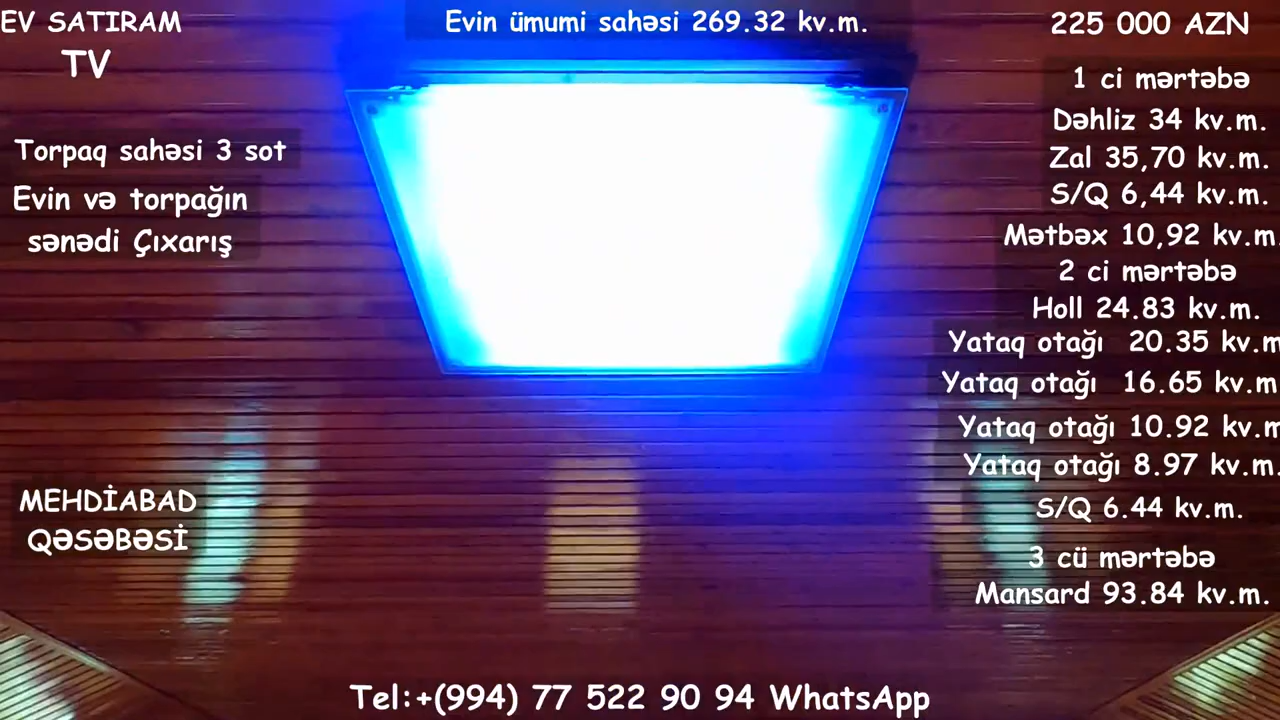 EV SATIRAM
TV
Evin ümumi sahəsi 269.32 kv.m.
225 000 AZN
Torpaq sahəsi 3 sot
Evin və torpağın
sənədi Çıxarış
MEHDİABAD
QƏSƏBƏSİ
1 ci mərtəbə
Dəhliz 34 kv.m.
Zal 35,70 kv.m.
S/Q 6,44 kv.m.
Mətbəx 10,92 kv.m.
2 ci mərtəbə
Holl 24.83 kv.m.
Yataq otağı 20.35 kv.m
Yataq otağı 16.65 kv.m
Yataq otağı 10.92 kv.m
Yataq otağı 8.97 kv.m.
S/Q 6.44 kv.m.
3 cü mərtəbə
Mansard 93.84 kv.m.
Tel:+(994) 77 522 90 94 WhatsApp